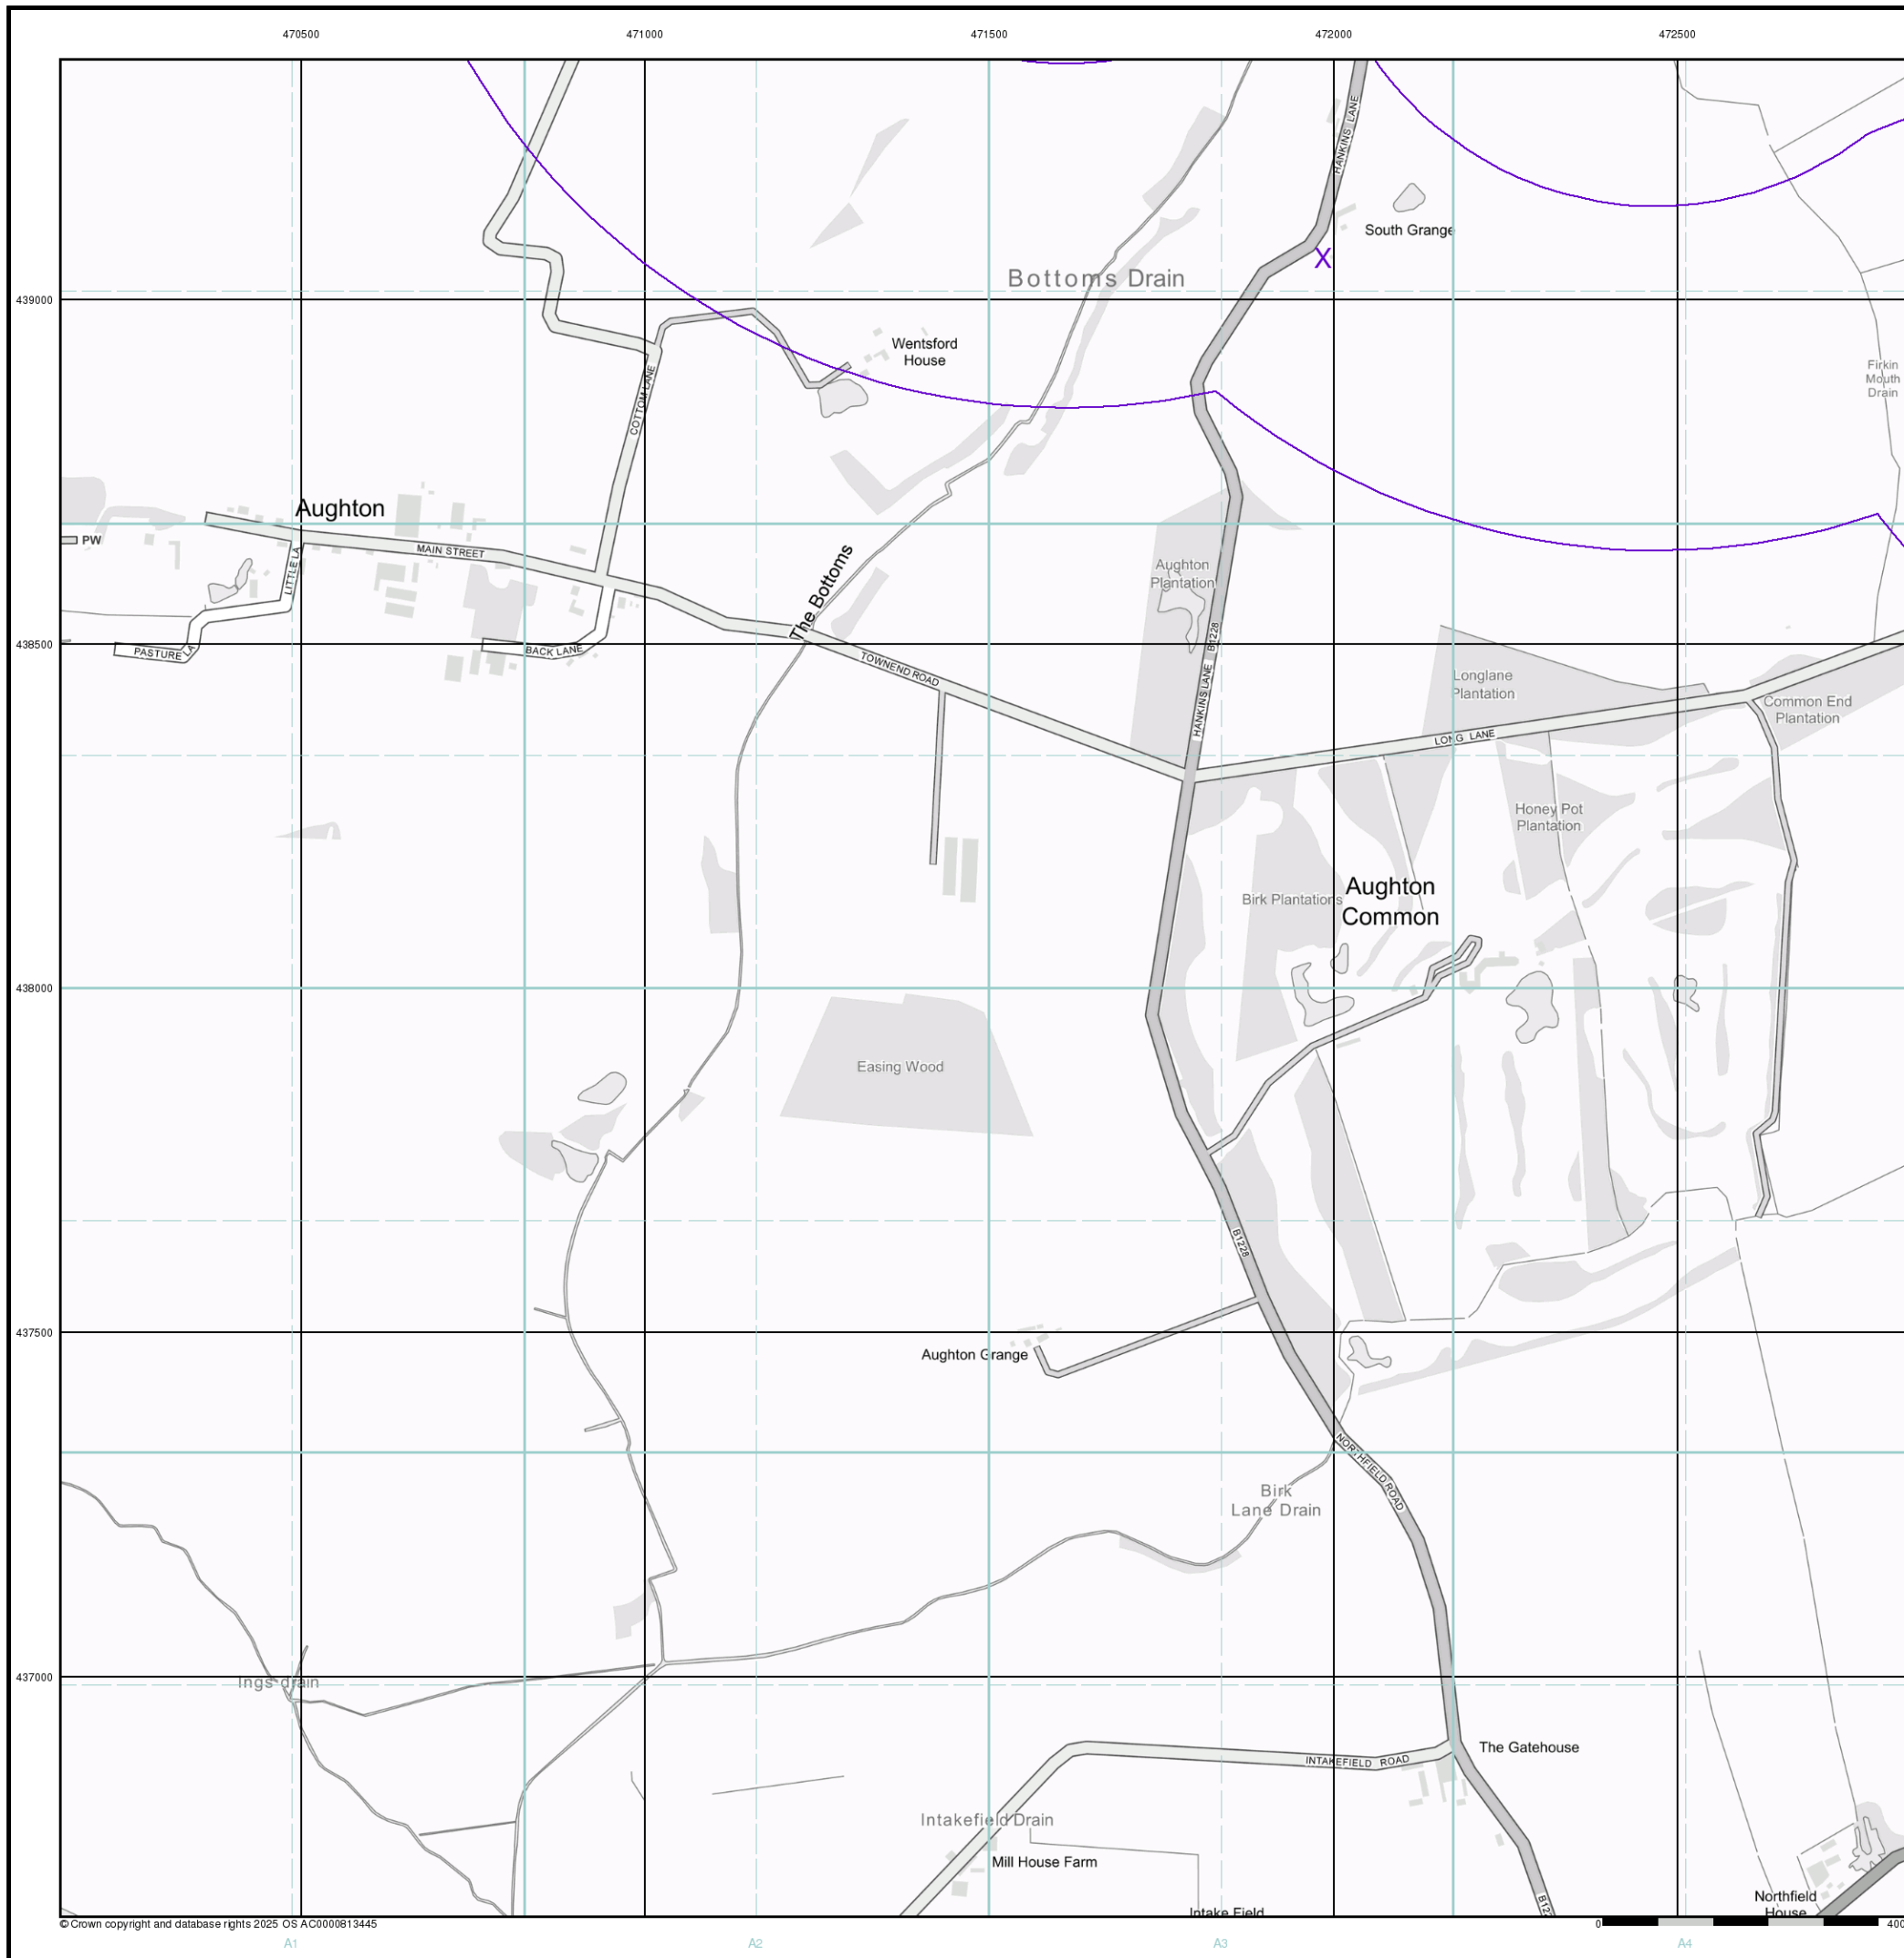 470500
471000
471500
472000
472500
HANKINS LANE
South Grange
X
Bottoms Drain
439000
Wentsford
House
COTTOM LANE
Firkin
Mouth
Drain
Aughton
PW
MAIN STREET
LITTLE LA
The Bottoms
Aughton
Plantation
B1228
438500
PASTURE LA
BACK LANE
TOWNEND ROAD
HANKINS LANE
Longlane
Plantation
Common End
Plantation
LONG LANE
Honey Pot
Plantation
Birk Plantations
Aughton
Common
438000
Easing Wood
B1228
437500
Aughton Grange
NORTHFIELD ROAD
Birk
Lane Drain
437000
Ings drain
The Gatehouse
INTAKEFIELD ROAD
Intakefield Drain
Mill House Farm
Northfield
House
Intake Field
B122
© Crown copyright and database rights 2025 OS AC0000813445
0
400
A1
A2
A3
A4